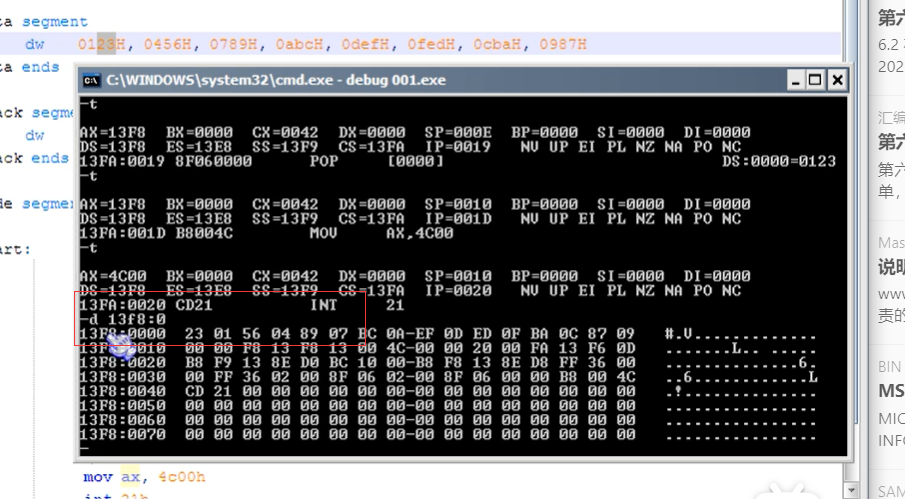 ta segment
dw 0123H, 0456H, 0789H, 0abcH, 0defH, 0fedH, 0cbaH, 0987H
ta ends
C:\WINDOWS\system32\cmd.exe - debug 001.exe
-t
AX=13F8 BX=0000 CX=0042 DX=0000 SP=000E BP=0000 SI=0000 DI=0000
DS=13F8 ES=13E8 SS=13F9 CS=13FA IP=0019 NV UP EI PL NZ NA PO NC
13FA:0019 8F060000 POP [0000] DS:0000=0123
-t
AX=13F8 BX=0000 CX=0042 DX=0000 SP=0010 BP=0000 SI=0000 DI=0000
DS=13F8 ES=13E8 SS=13F9 CS=13FA IP=001D NV UP EI PL NZ NA PO NC
13FA:001D B8004C MOV AX,4C00
-t
AX=4C00 BX=0000 CX=0042 DX=0000 SP=0010 BP=0000 SI=0000 DI=0000
DS=13F8 ES=13E8 SS=13F9 CS=13FA IP=0020 NV UP EI PL NZ NA PO NC
13FA:0020 CD21 INT 21
-d 13f8:0
13F8:0000 23 01 56 04 89 07 BC 0A-EF 0D ED 0F BA 0C 87 09 #.V.............
13F8:0010 00 00 F8 13 F8 13 00 4C-00 00 20 00 FA 13 F6 0D .......L.. .....
13F8:0020 B8 F9 13 8E D0 BC 10 00-B8 F8 13 8E D8 FF 36 00 ..............6.
13F8:0030 00 FF 36 02 00 8F 06 02-00 8F 06 00 00 B8 00 4C ..6............L
13F8:0040 CD 21 00 00 00 00 00 00-00 00 00 00 00 00 00 00 .!..............
13F8:0050 00 00 00 00 00 00 00 00-00 00 00 00 00 00 00 00 ................
13F8:0060 00 00 00 00 00 00 00 00-00 00 00 00 00 00 00 00 ................
13F8:0070 00 00 00 00 00 00 00 00-00 00 00 00 00 00 00 00 ................
-
ack segme
dw
ack ends
de segmen
art:
mov ax, 4c00h
int 21h
第六
6.2
202
汇编
第六
第六
单，
Mas
说明
www
责的
BIN
MS
MIC
INF
SAM